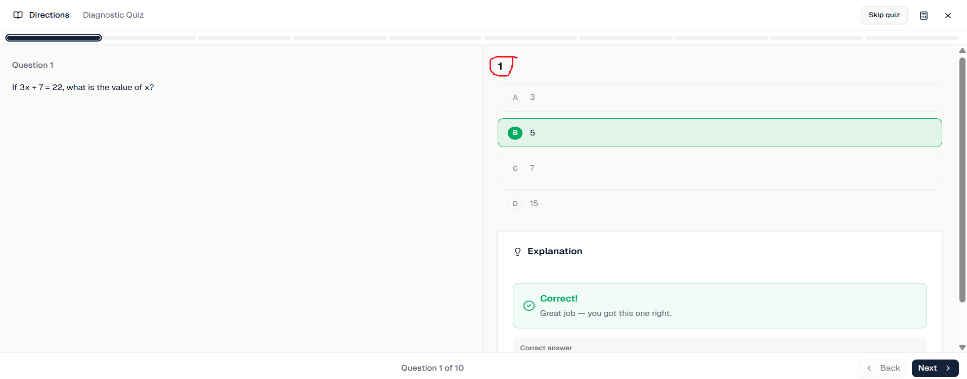 Directions
Diagnostic Quiz
Skip quiz
Question 1
If 3x + 7 = 22, what is the value of x?
1
A 3
B 5
C 7
D 15
Explanation
Correct!
Great job — you got this one right.
Correct answer
Question 1 of 10
Back
Next